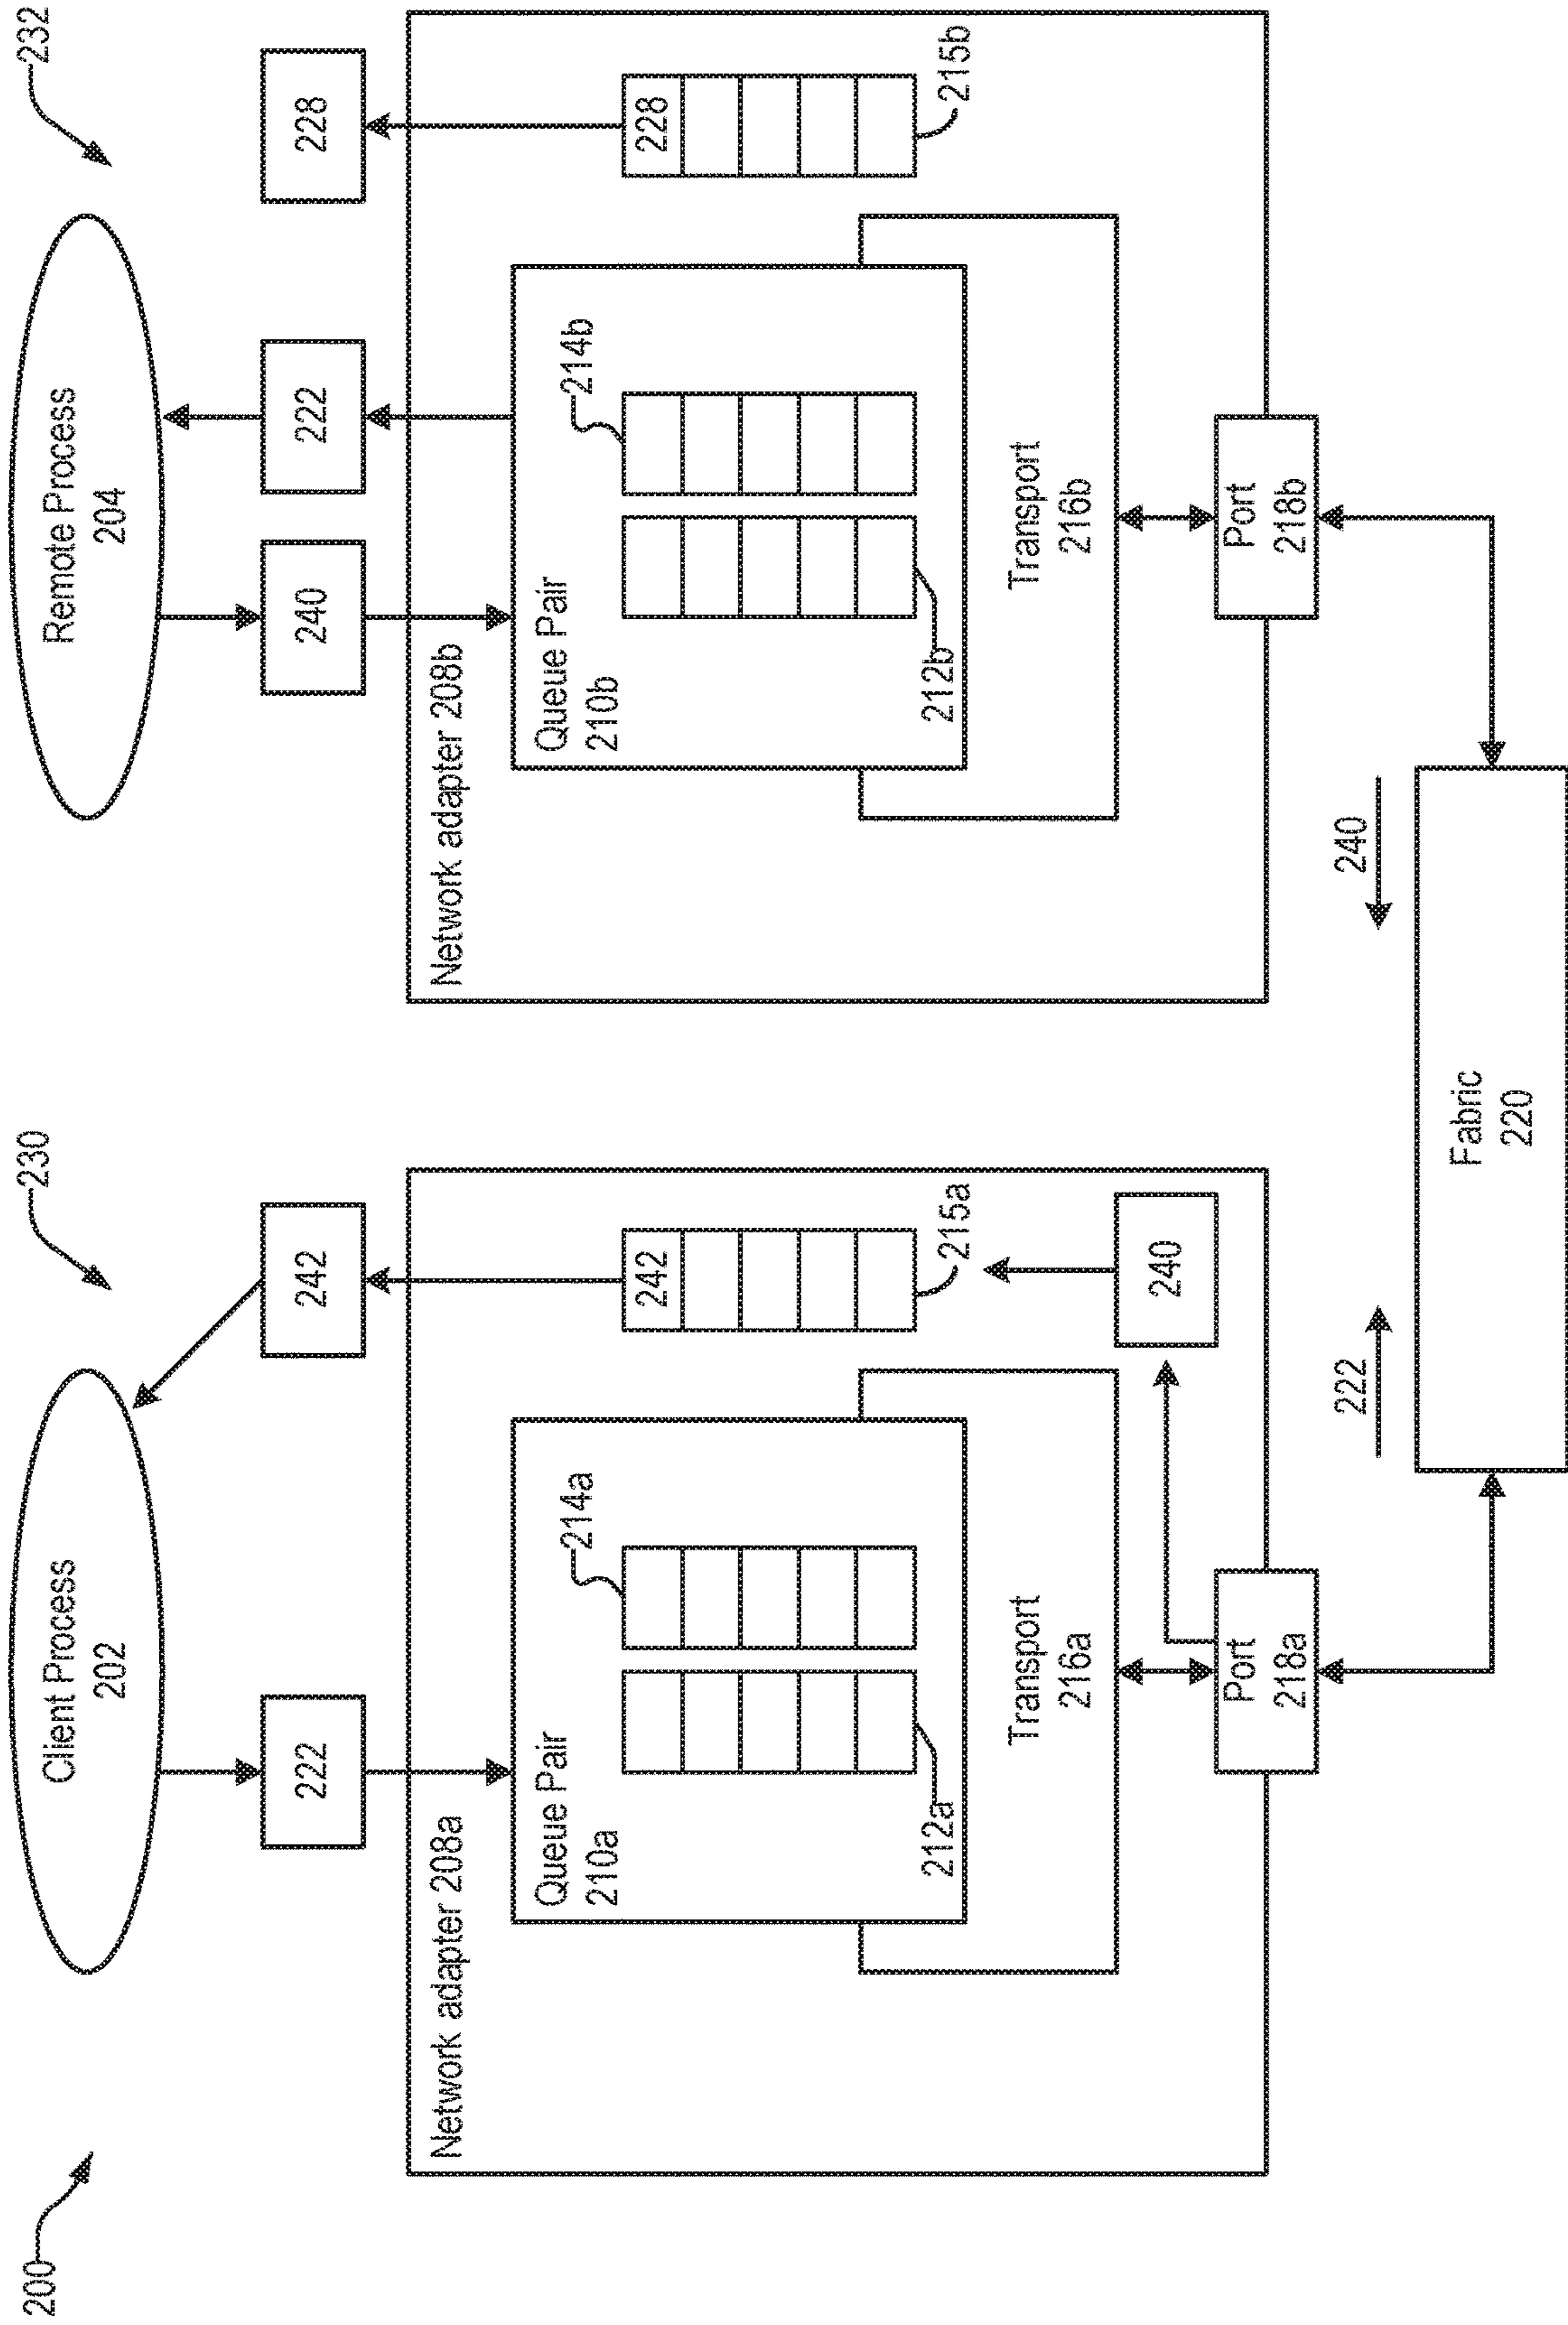 200
230
232
Client Process
202
Remote Process
204
222
242
240
222
228
Network adapter 208a
Network adapter 208b
Queue Pair
210a
214a
212a
242
215a
Queue Pair
210b
214b
212b
228
215b
Transport
216a
240
Transport
216b
Port
218a
Port
218b
222
240
Fabric
220